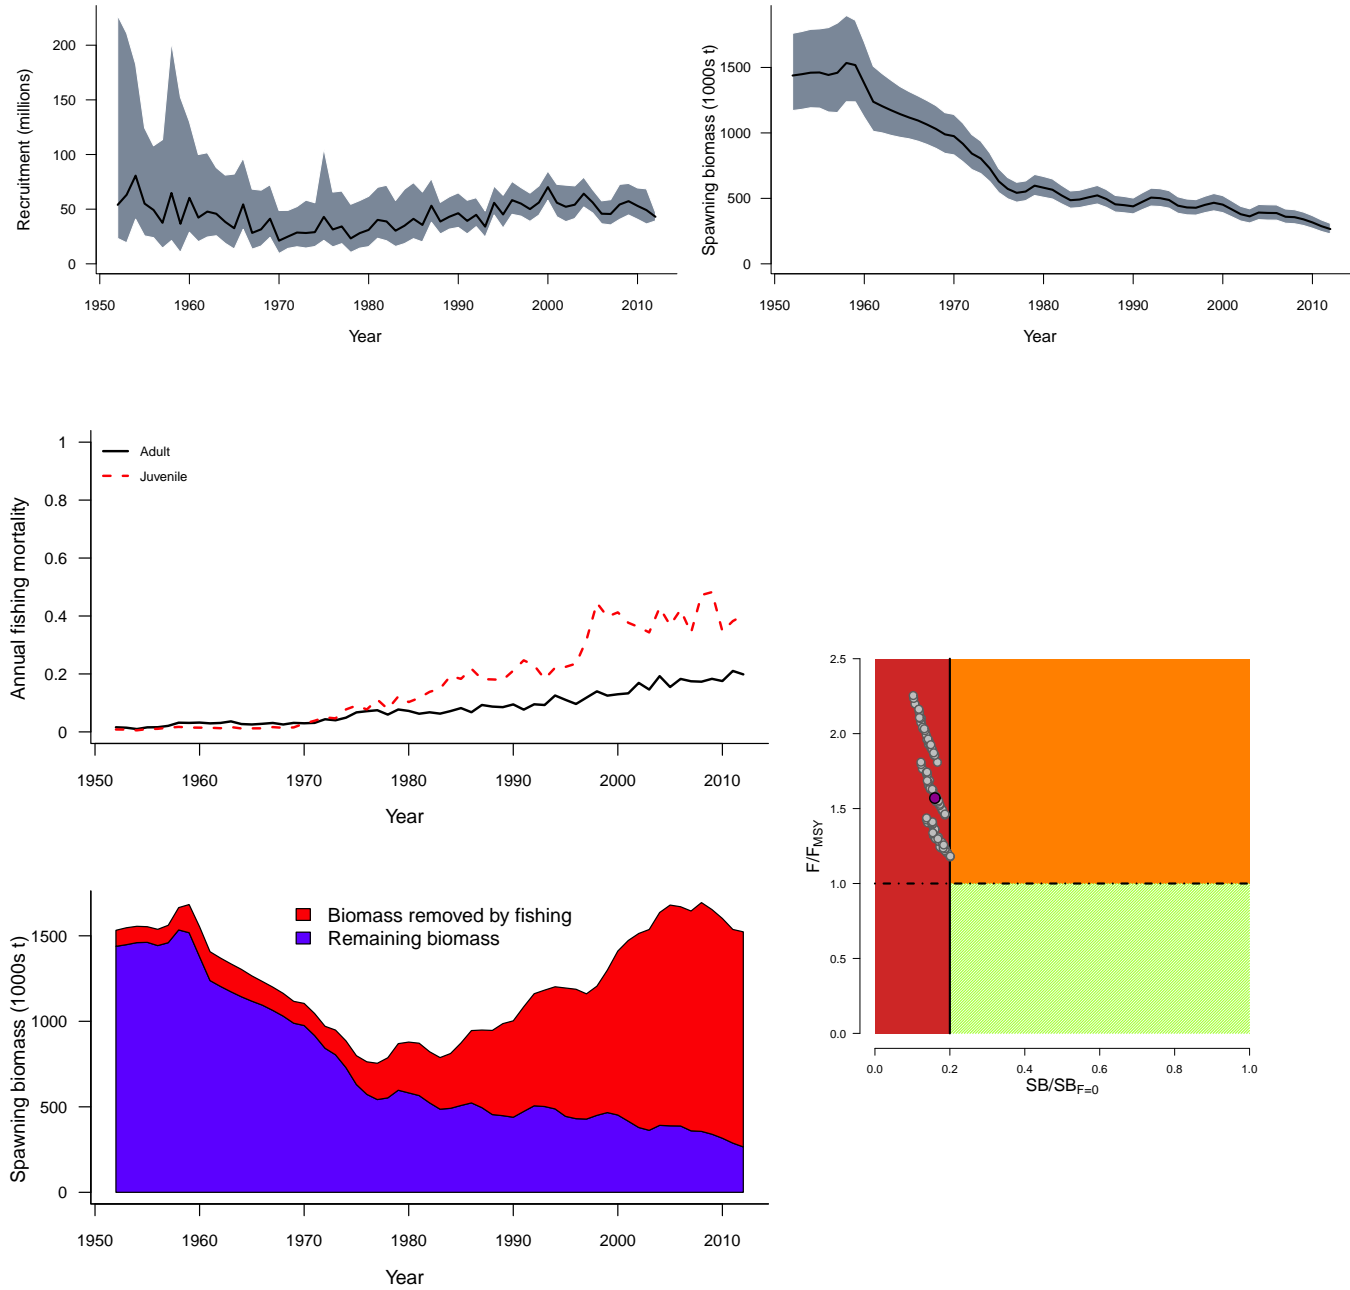 Recruitment (millions)
200
150
100
50
0
1950 1960 1970 1980 1990 2000 2010
Year
Spawning biomass (1000s t)
1500
1000
500
0
1950 1960 1970 1980 1990 2000 2010
Year
Annual fishing mortality
1
0.8
0.6
0.4
0.2
0
Adult
Juvenile
1950 1960 1970 1980 1990 2000 2010
Year
F/FMSY
2.5
2.0
1.5
1.0
0.5
0.0
0.0 0.2 0.4 0.6 0.8 1.0
SB/SBF=0
Spawning biomass (1000s t)
1500
1000
500
0
Biomass removed by fishing
Remaining biomass
1950 1960 1970 1980 1990 2000 2010
Year